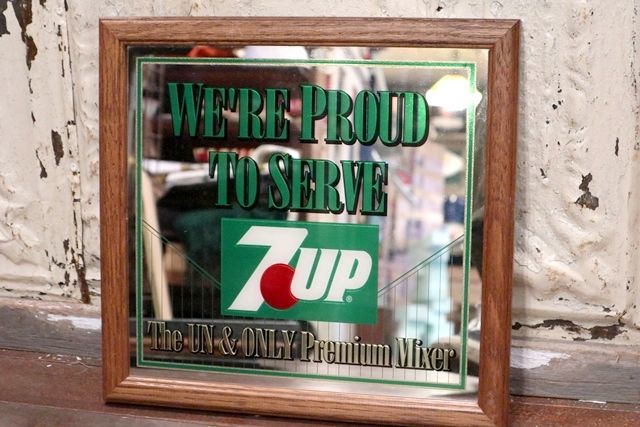 WE'RE PROUD
TO SERVE
7UP®
The UN & ONLY Premium Mixer